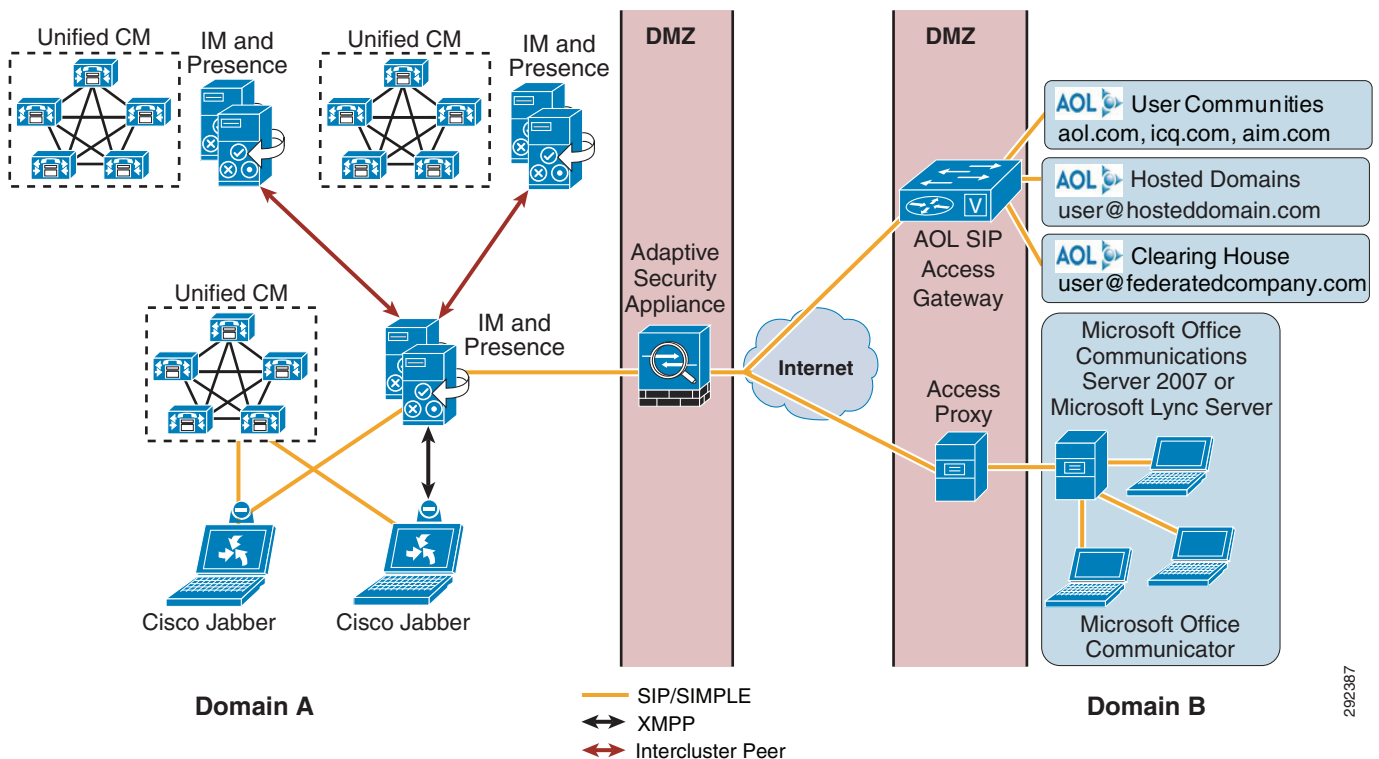 Unified CM
IM and
Presence
Unified CM
IM and
Presence
DMZ
DMZ
AOL User Communities
aol.com, icq.com, aim.com
AOL Hosted Domains
user@hosteddomain.com
AOL Clearing House
user@federatedcompany.com
V
AOL SIP
Access
Gateway
Adaptive
Security
Appliance
Unified CM
IM and
Presence
Internet
Access
Proxy
Microsoft Office
Communications
Server 2007 or
Microsoft Lync Server
Cisco Jabber
Cisco Jabber
Microsoft Office
Communicator
Domain A
SIP/SIMPLE
XMPP
Intercluster Peer
Domain B
292387